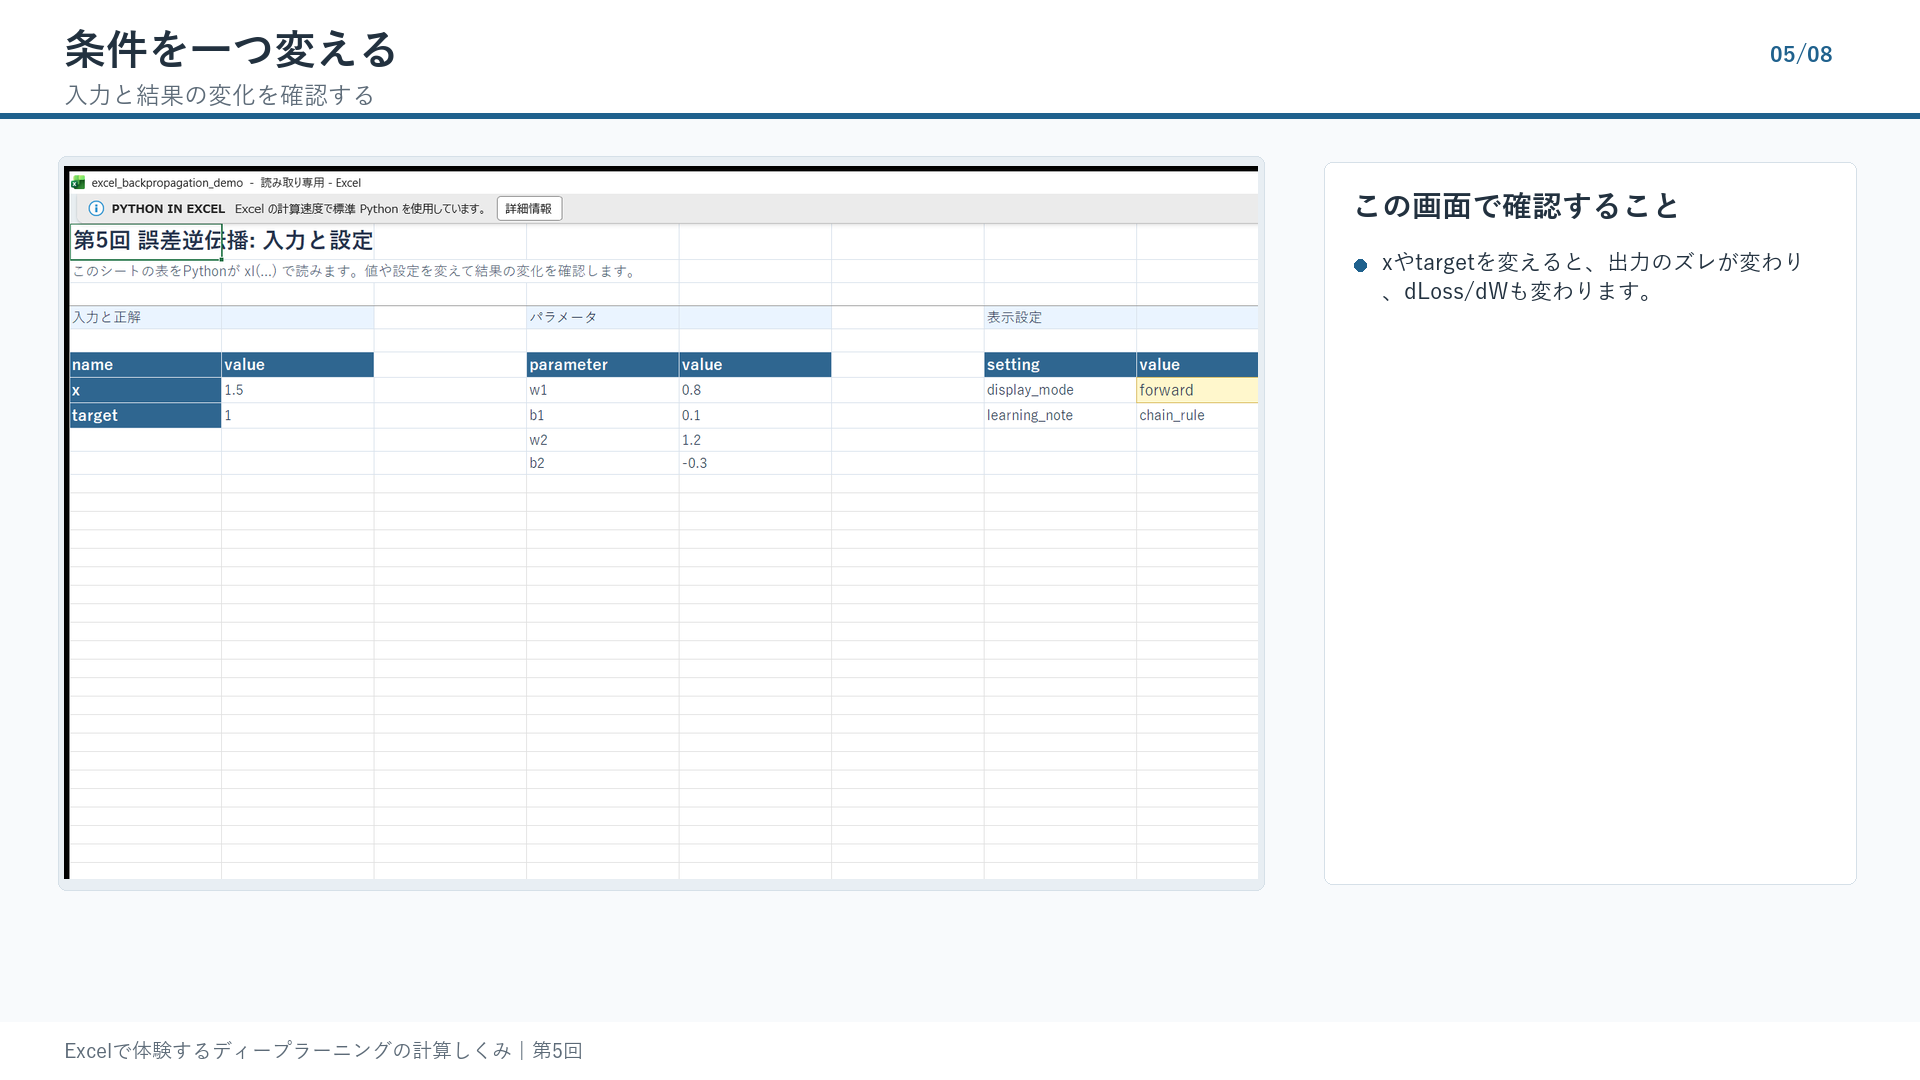 条件を一つ変える
入力と結果の変化を確認する
05/08
excel_backpropagation_demo - 読み取り専用 - Excel
PYTHON IN EXCEL Excel の計算速度で標準 Python を使用しています。 詳細情報
第5回 誤差逆伝播: 入力と設定
このシートの表をPythonが xl(...) で読みます。値や設定を変えて結果の変化を確認します。
入力と正解 パラメータ 表示設定
name value parameter value setting value
x 1.5 w1 0.8 display_mode forward
target 1 b1 0.1 learning_note chain_rule
w2 1.2
b2 -0.3
この画面で確認すること
xやtargetを変えると、出力のズレが変わり
、dLoss/dWも変わります。
Excelで体験するディープラーニングの計算しくみ｜第5回